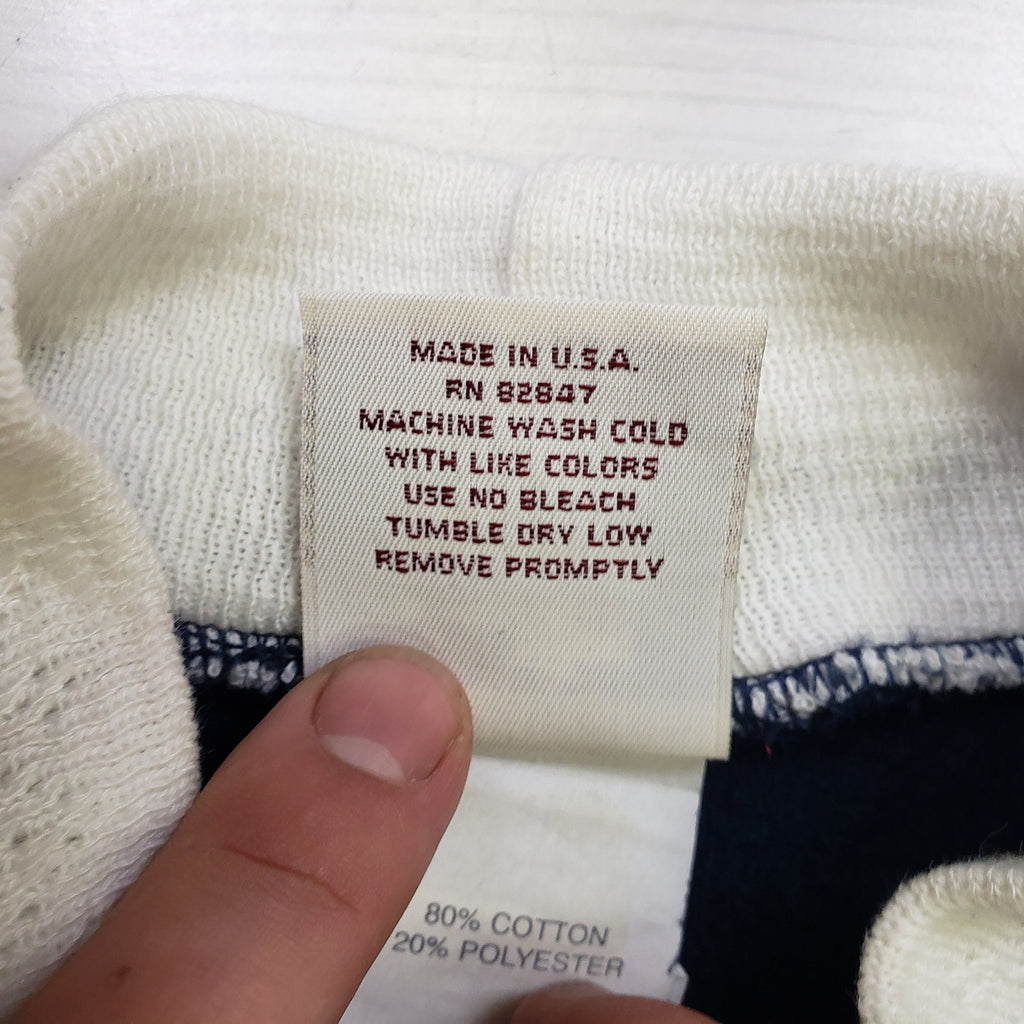 MADE IN U.S.A.
RN 82847
MACHINE WASH COLD
WITH LIKE COLORS
USE NO BLEACH
TUMBLE DRY LOW
REMOVE PROMPTLY
80% COTTON
20% POLYESTER